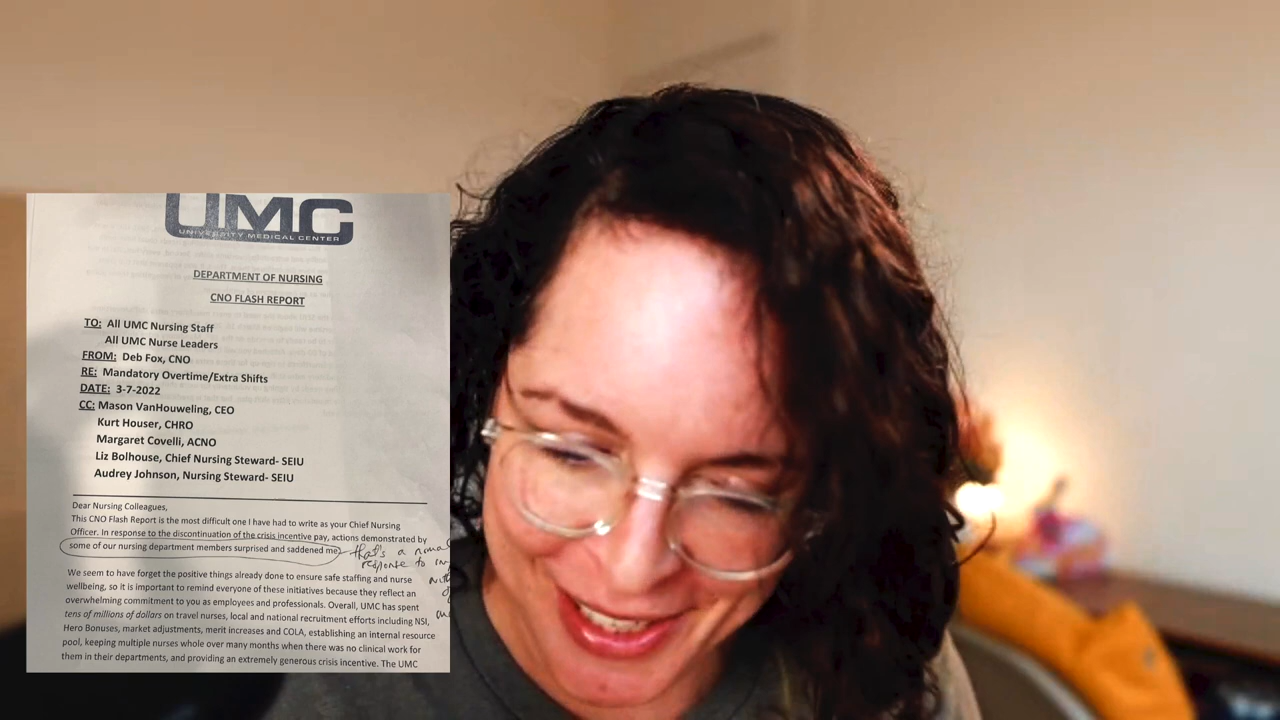 UMC
UNIVERSITY MEDICAL CENTER
DEPARTMENT OF NURSING
CNO FLASH REPORT
TO: All UMC Nursing Staff
All UMC Nurse Leaders
FROM: Deb Fox, CNO
RE: Mandatory Overtime/Extra Shifts
DATE: 3-7-2022
CC: Mason VanHouweling, CEO
Kurt Houser, CHRO
Margaret Covelli, ACNO
Liz Bolhouse, Chief Nursing Steward- SEIU
Audrey Johnson, Nursing Steward- SEIU
Dear Nursing Colleagues,
This CNO Flash Report is the most difficult one I have had to write as your Chief Nursing
Officer. In response to the discontinuation of the crisis incentive pay, actions demonstrated by
some of our nursing department members surprised and saddened me.
that's a
response to
We seem to have forget the positive things already done to ensure safe staffing and nurse
wellbeing, so it is important to remind everyone of these initiatives because they reflect an
overwhelming commitment to you as employees and professionals. Overall, UMC has spent
tens of millions of dollars on travel nurses, local and national recruitment efforts including NSI,
Hero Bonuses, market adjustments, merit increases and COLA, establishing an internal resource
pool, keeping multiple nurses whole over many months when there was no clinical work for
them in their departments, and providing an extremely generous crisis incentive. The UMC